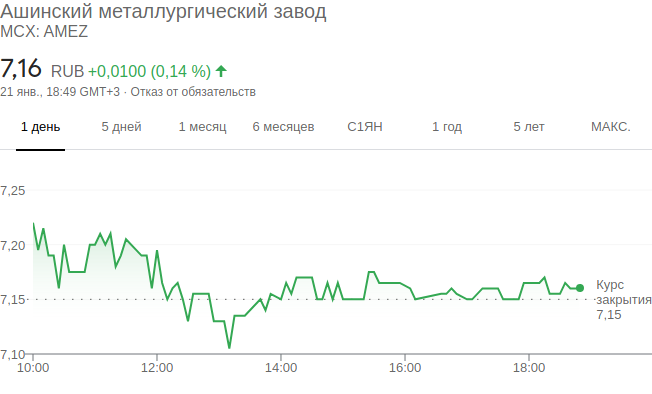 Ашинский металлургический завод
MCX: AMEZ
7,16 RUB +0,0100 (0,14 %)
21 янв., 18:49 GMT+3 · Отказ от обязательств
1 день 5 дней 1 месяц 6 месяцев С1ЯН 1 год 5 лет МАКС.
7,25
7,20
7,15
7,10
Курс
закрытия
7,15
10:00 12:00 14:00 16:00 18:00